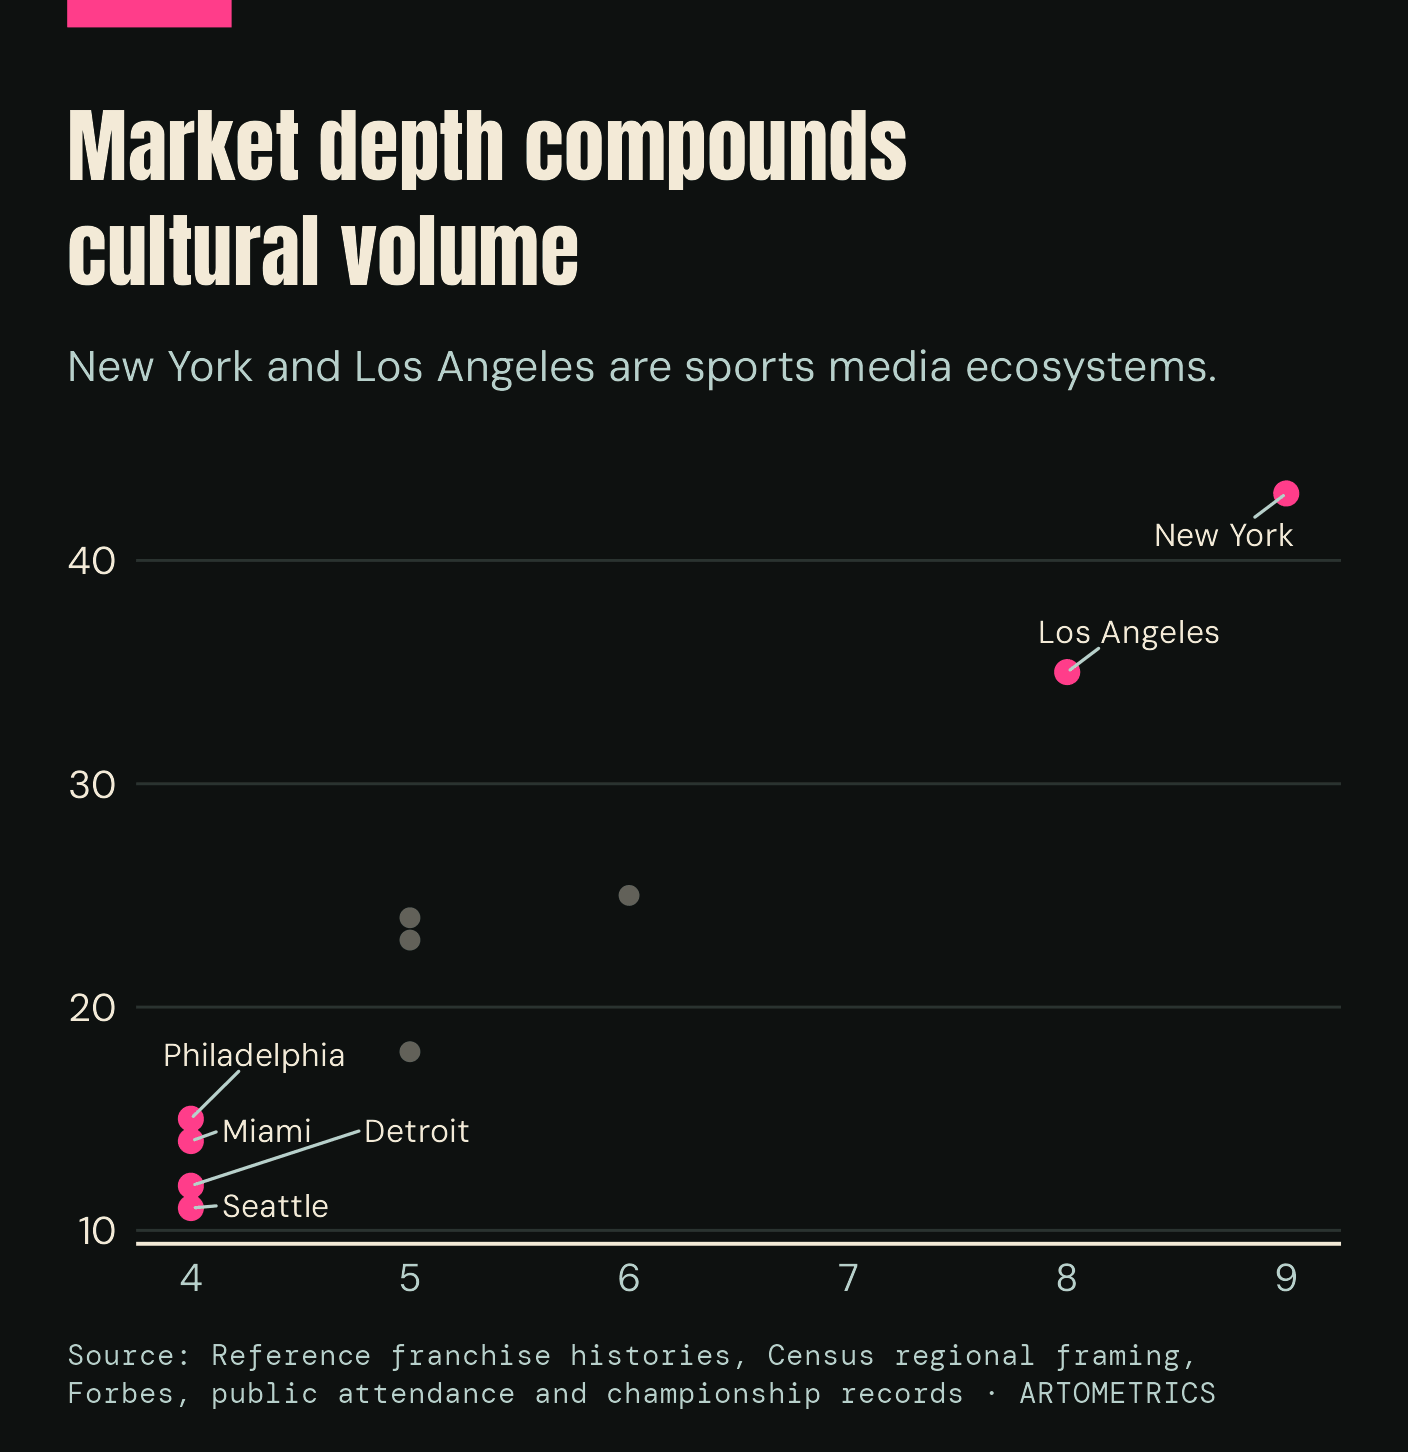 Market depth compounds
cultural volume
New York and Los Angeles are sports media ecosystems.
New York
40
Los Angeles
30
20
Philadelphia
Miami
Detroit
Seattle
10
4 5 6 7 8 9
Source: Reference franchise histories, Census regional framing,
Forbes, public attendance and championship records · ARTOMETRICS